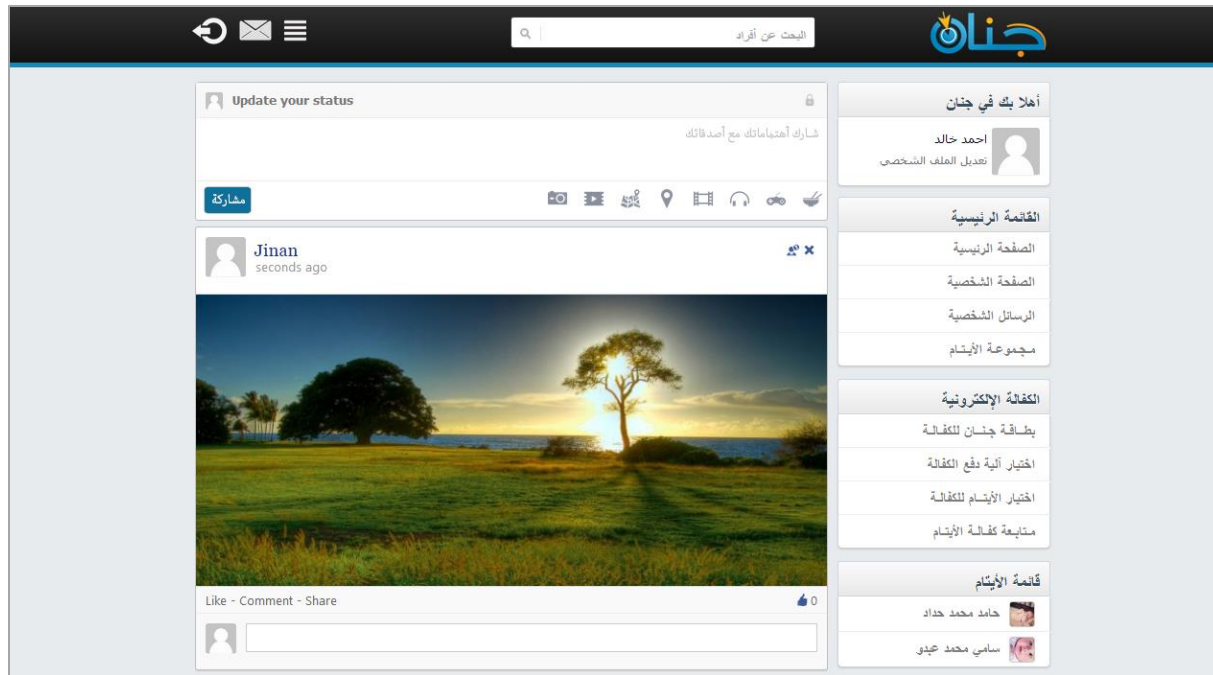 جنان
البحث عن أفراد
أهلا بك في جنان
احمد خالد
تعديل الملف الشخصي
القائمة الرئيسية
الصفحة الرئيسية
الصفحة الشخصية
الرسائل الشخصية
مجموعة الأيتام
الكفالة الإلكترونية
بطاقة جنان للكفالة
اختيار آلية دفع الكفالة
اختيار الأيتام للكفالة
متابعة كفالة الأيتام
قائمة الأيتام
حامد محمد حداد
سامي محمد عبدو
Update your status
شارك أهتماماتك مع أصدقائك
مشاركة
Jinan
seconds ago
Like - Comment - Share
0